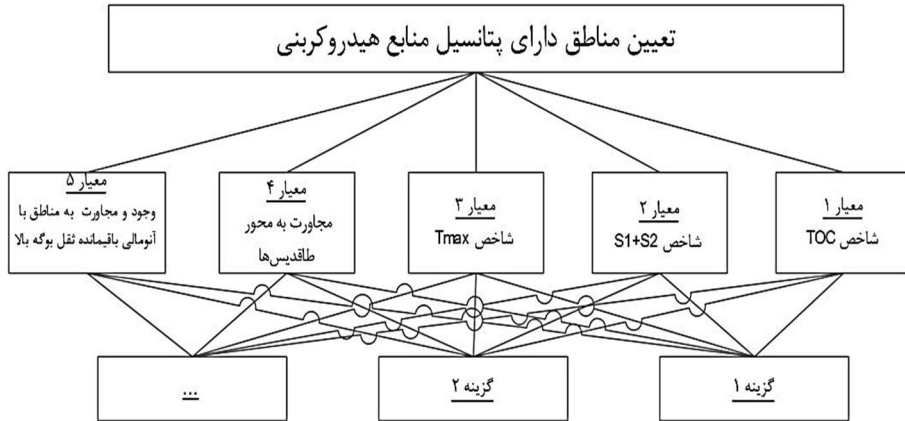 تعیین مناطق دارای پتانسیل منابع هیدروکربنی
معیار ۱
شاخص
TOC
معیار ۲
شاخص S1+S2
معیار ۳
شاخص Tmax
معیار ۴
مجاورت به محور
طاقدیس‌ها
معیار ۵
وجود و مجاورت به مناطق با
آنومالی باقیمانده ثقل بوگه بالا
گزینه ۱
گزینه ۲
...